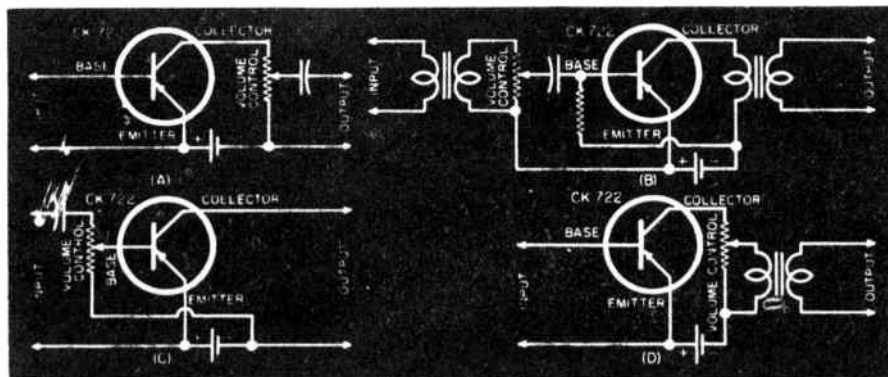 CK 722
COLLECTOR
BASE
VOLUME CONTROL
EMITTER
+
OUTPUT
(A)
INPUT
VOLUME CONTROL
CK 722
COLLECTOR
BASE
EMITTER
+
-
OUTPUT
(B)
CK 722
COLLECTOR
INPUT
VOLUME CONTROL
BASE
EMITTER
+
OUTPUT
(C)
CK 722
COLLECTOR
BASE
INPUT
EMITTER
VOLUME CONTROL
+
OUTPUT
(D)